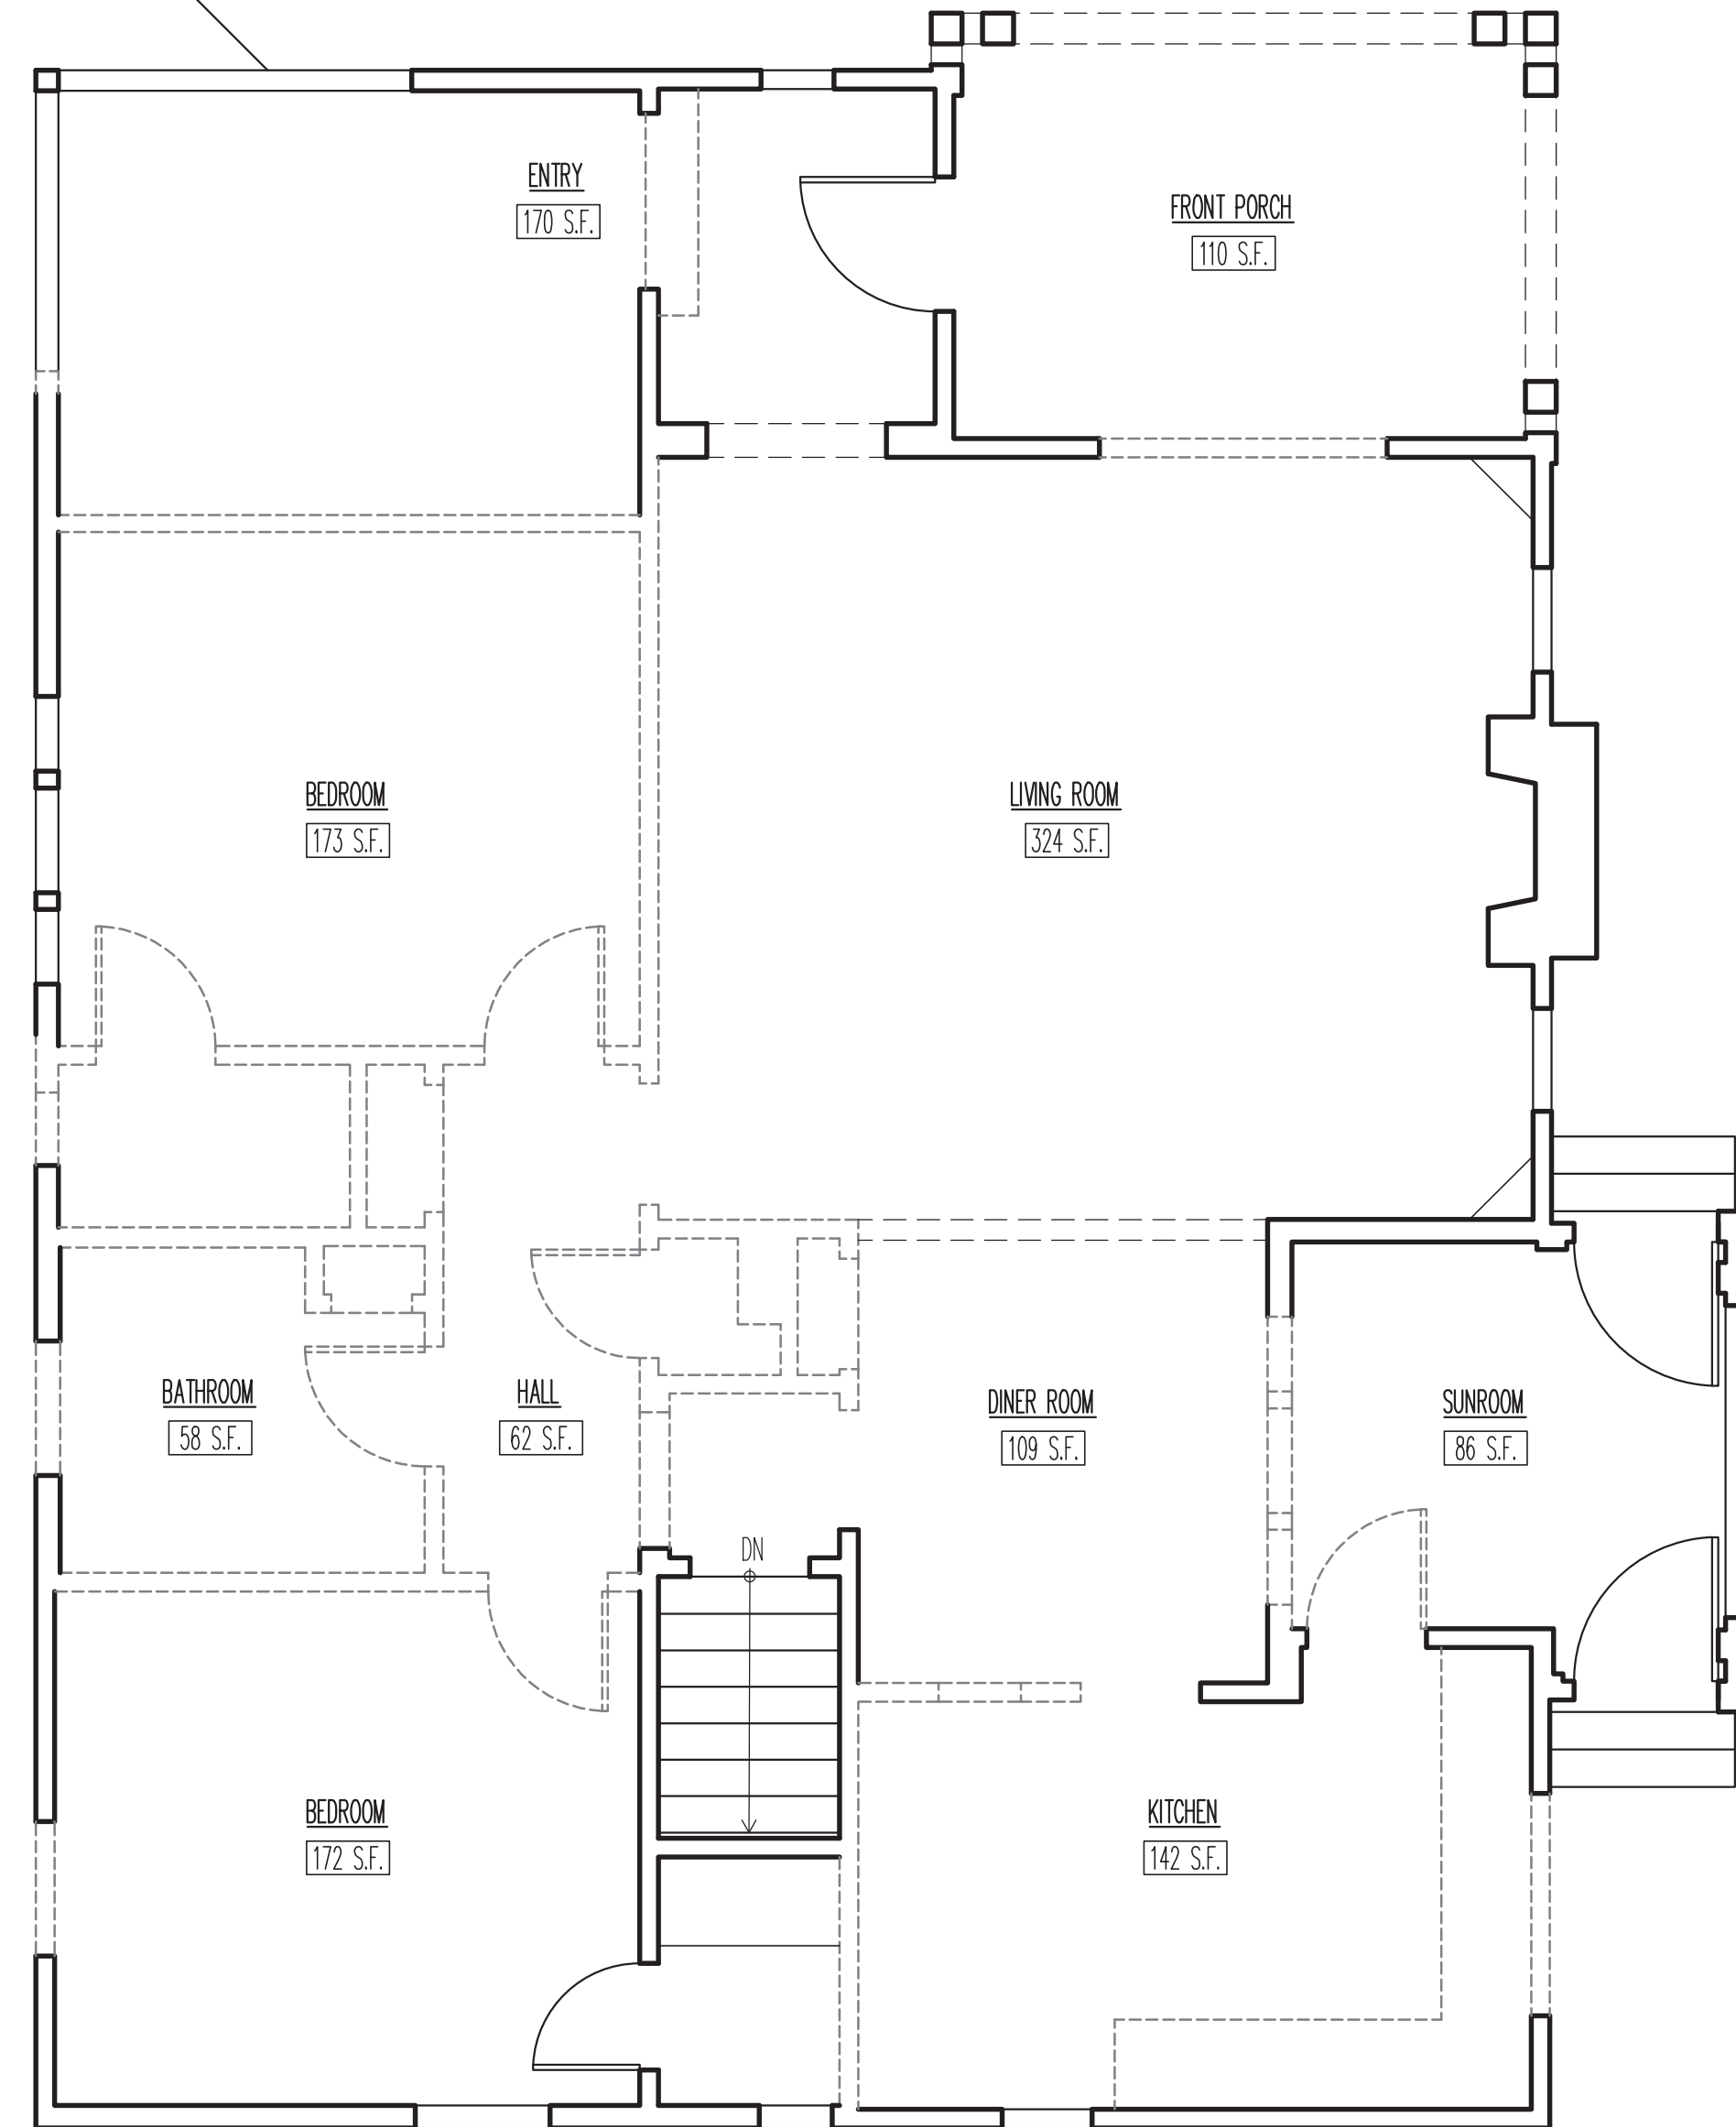 ENTRY
170 S.F.
FRONT PORCH
110 S.F.
BEDROOM
173 S.F.
LIVING ROOM
324 S.F.
BATHROOM
58 S.F.
HALL
62 S.F.
DINER ROOM
109 S.F.
SUNROOM
86 S.F.
DN
BEDROOM
172 S.F.
KITCHEN
142 S.F.